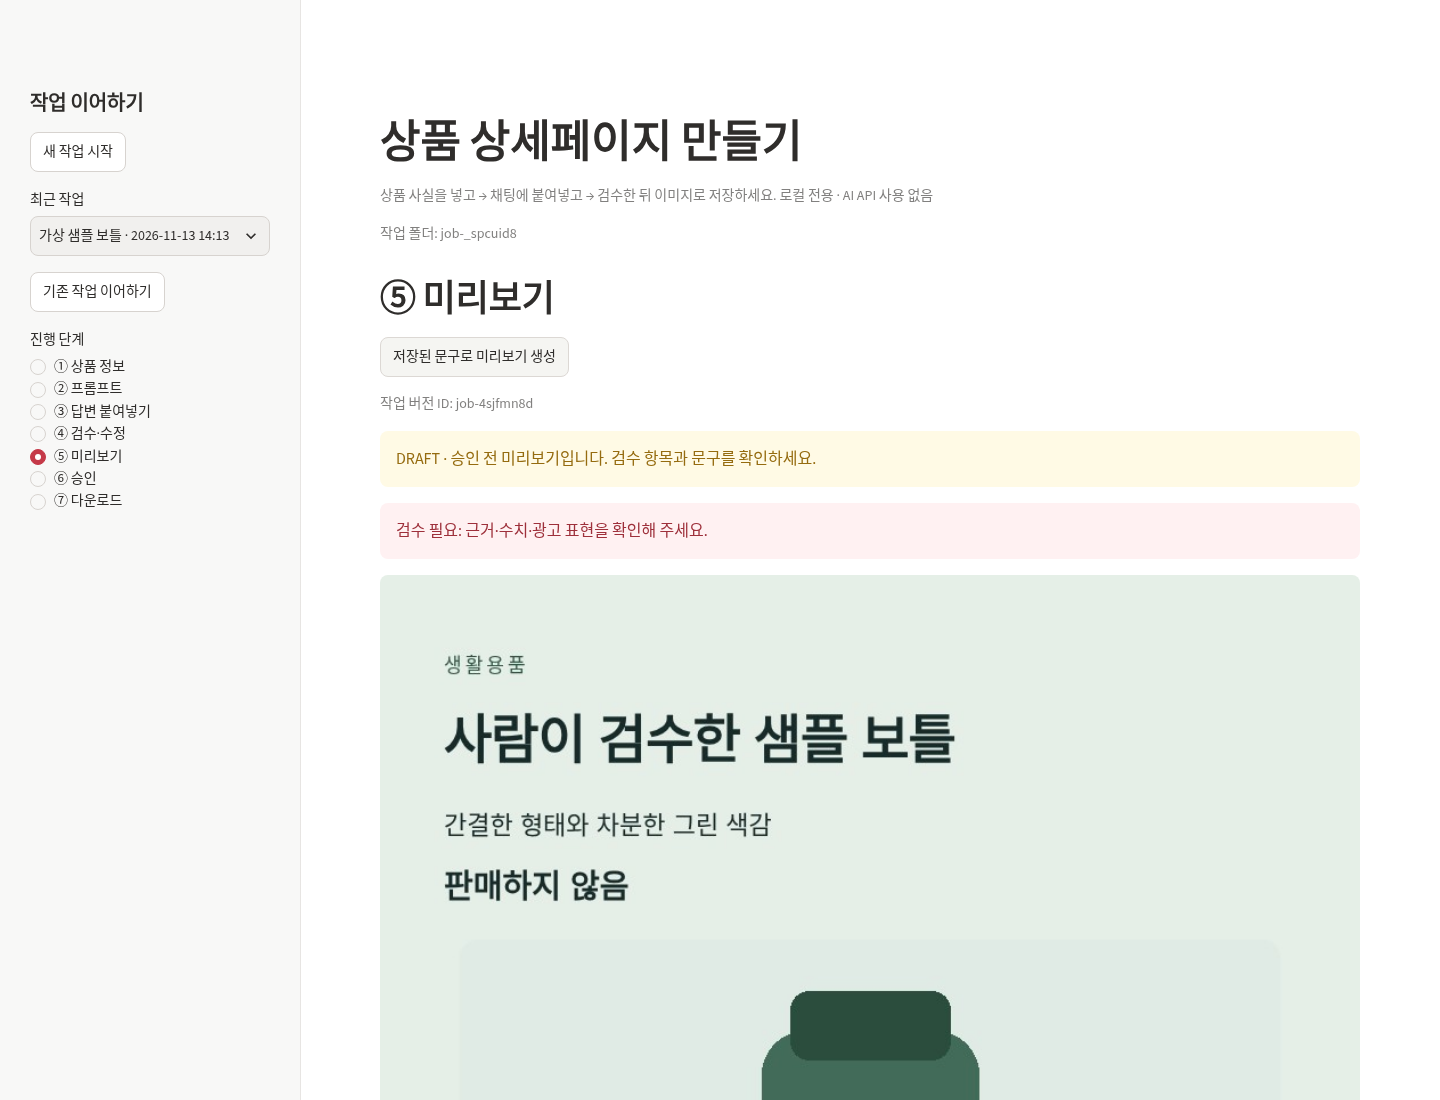 작업 이어하기
새 작업 시작
최근 작업
가상 샘플 보틀 · 2026-11-13 14:13
기존 작업 이어하기
진행 단계
① 상품 정보
② 프롬프트
③ 답변 붙여넣기
④ 검수·수정
⑤ 미리보기
⑥ 승인
⑦ 다운로드
상품 상세페이지 만들기
상품 사실을 넣고 → 채팅에 붙여넣고 → 검수한 뒤 이미지로 저장하세요. 로컬 전용 · AI API 사용 없음
작업 폴더: job-_spcuid8
⑤ 미리보기
저장된 문구로 미리보기 생성
작업 버전 ID: job-4sjfmn8d
DRAFT · 승인 전 미리보기입니다. 검수 항목과 문구를 확인하세요.
검수 필요: 근거·수치·광고 표현을 확인해 주세요.
생활용품
사람이 검수한 샘플 보틀
간결한 형태와 차분한 그린 색감
판매하지 않음